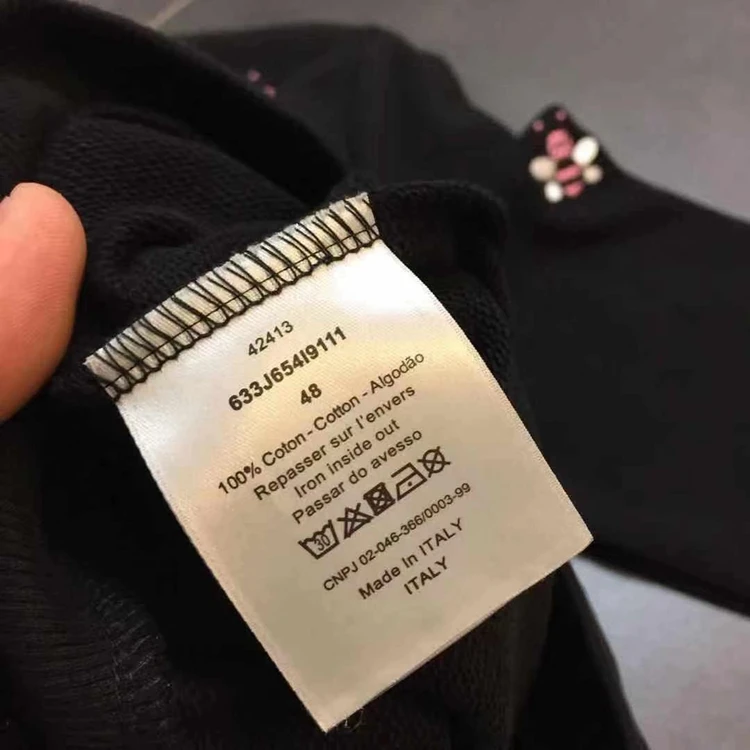 42413
633J654I9111
48
100% Coton - Cotton - Algodão
Repasser sur l'envers
Iron inside out
Passar do avesso
30
CNPJ 02-046-366/0003-99
Made In ITALY
ITALY